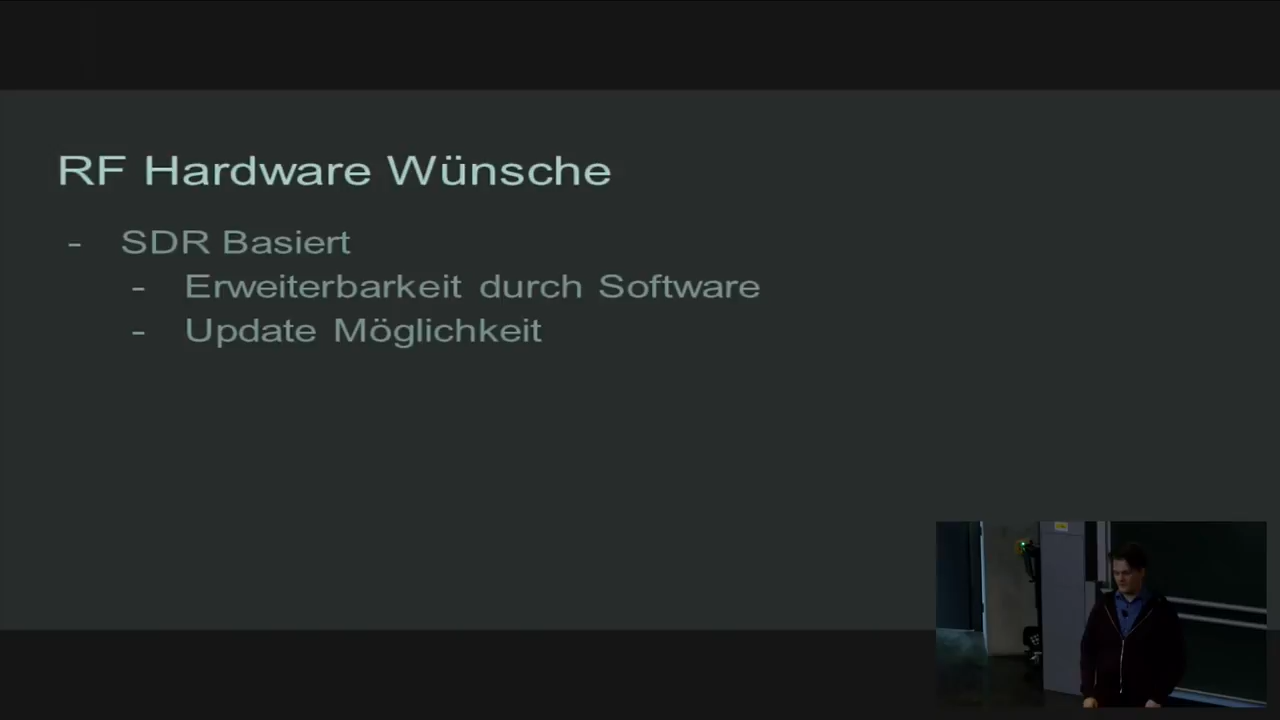 RF Hardware Wünsche
- SDR Basiert
- Erweiterbarkeit durch Software
- Update Möglichkeit